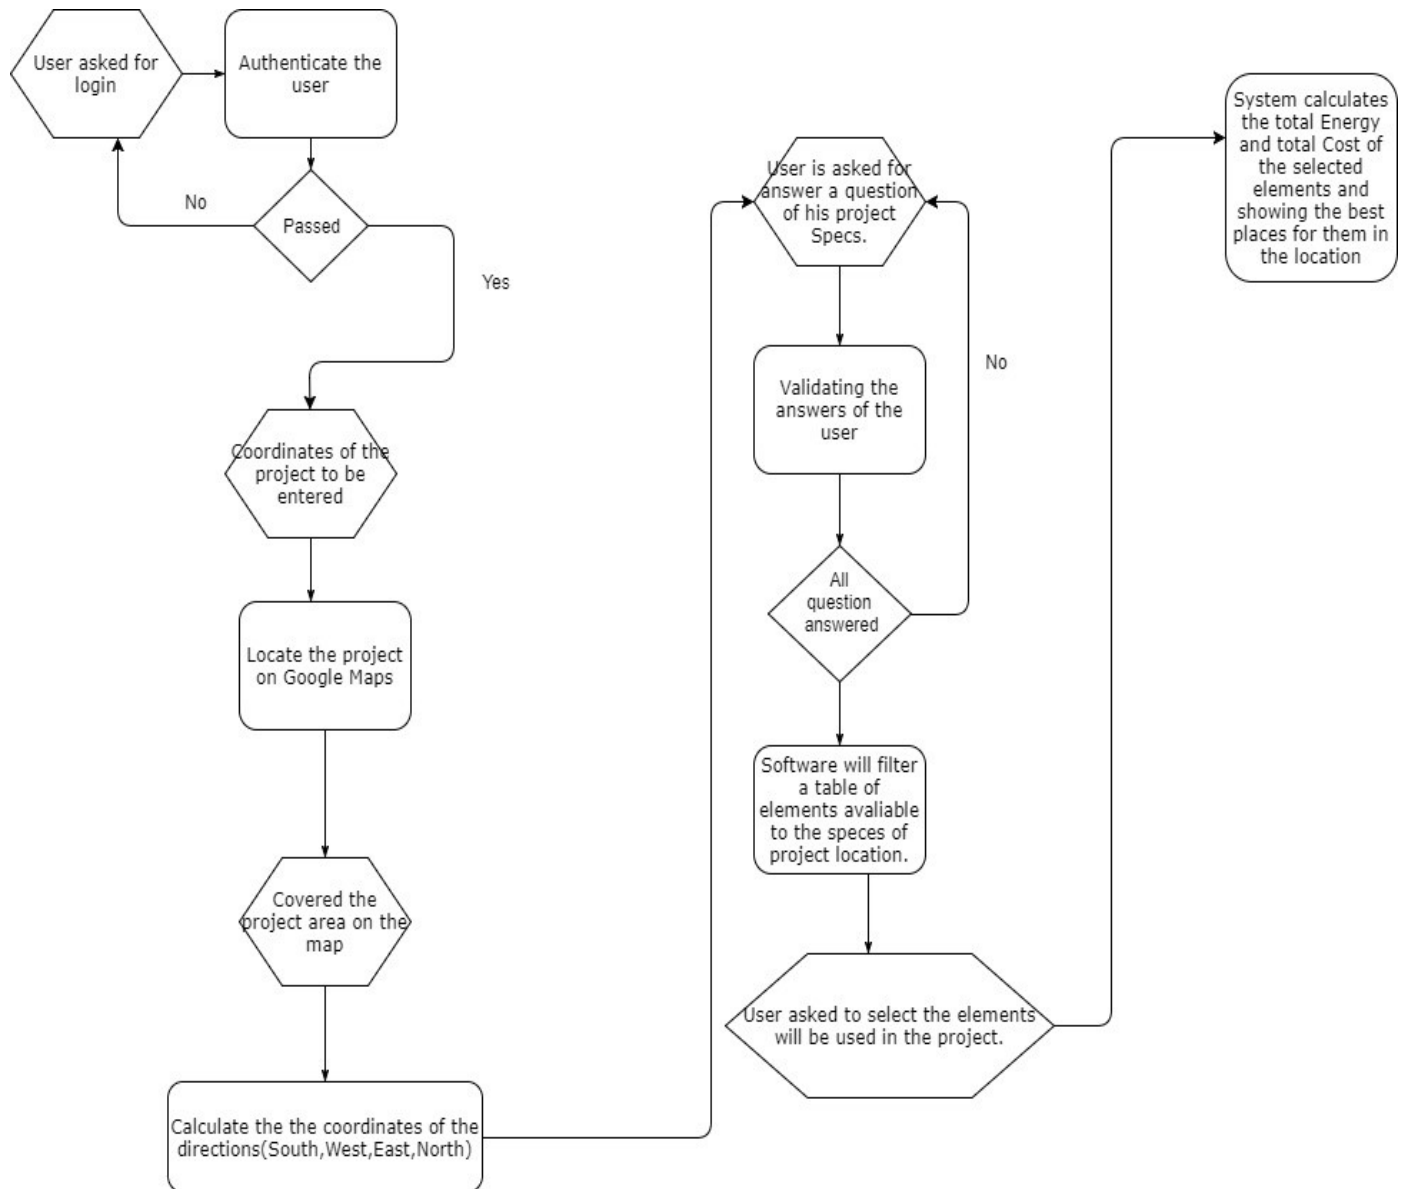 User asked for
login
Authenticate the
user
No
Passed
Yes
Coordinates of the
project to be
entered
Locate the project
on Google Maps
Covered the
project area on the
map
Calculate the the coordinates of the
directions(South,West,East,North)
User is asked for
answer a question
of his project
Specs.
Validating the
answers of the
user
No
All
question
answered
Software will filter
a table of
elements avaliable
to the speces of
project location.
User asked to select the elements
will be used in the project.
System calculates
the total Energy
and total Cost of
the selected
elements and
showing the best
places for them in
the location